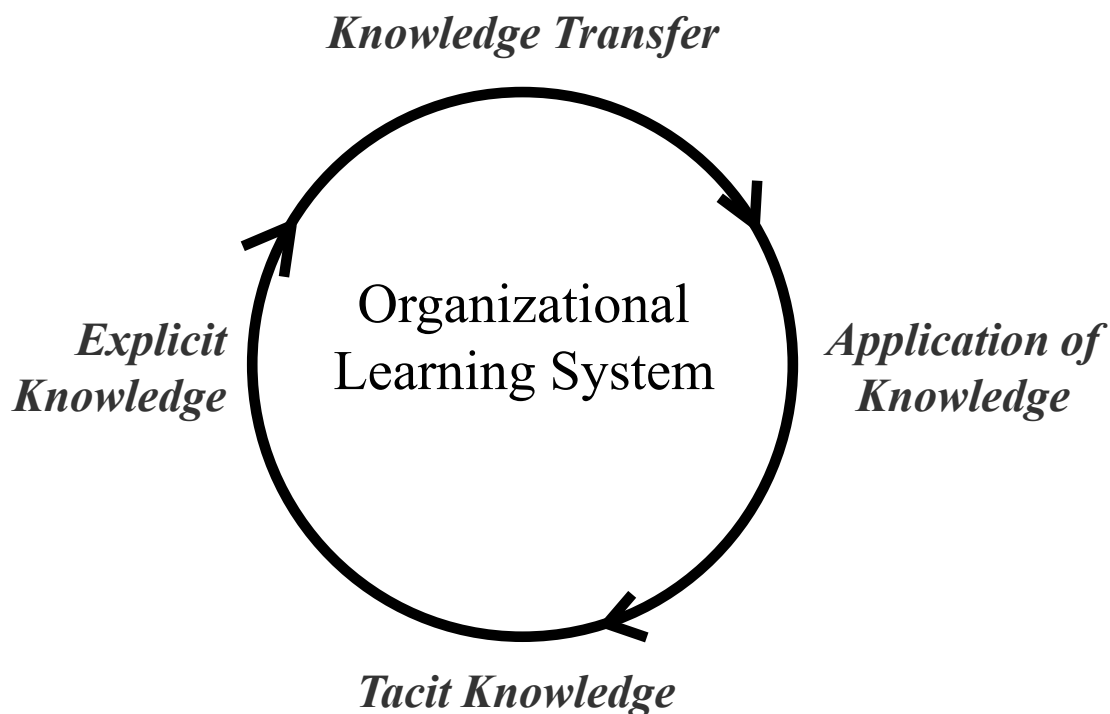 Knowledge Transfer
Organizational
Learning System
Explicit
Knowledge
Application of
Knowledge
Tacit Knowledge